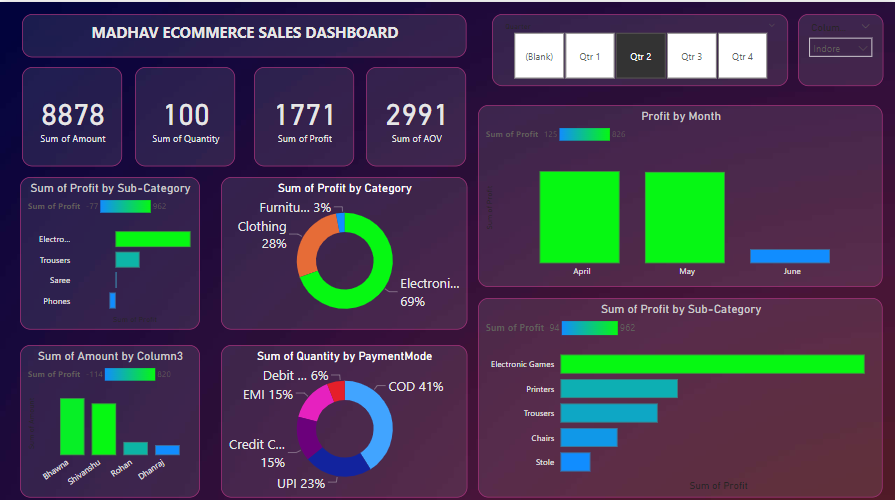 MADHAV ECOMMERCE SALES DASHBOARD
(Blank)
Qtr 1
Qtr 2
Qtr 3
Qtr 4
Indore
8878
Sum of Amount
100
Sum of Quantity
1771
Sum of Profit
2991
Sum of AOV
Profit by Month
Sum of Profit 125 826
April
May
June
Sum of Profit by Sub-Category
Sum of Profit -77 962
Electro...
Trousers
Saree
Phones
Sum of Profit by Category
Furnitu... 3%
Clothing
28%
Electroni...
69%
Sum of Profit by Sub-Category
Sum of Profit 94 962
Electronic Games
Printers
Trousers
Chairs
Stole
Sum of Profit
Sum of Amount by Column3
Sum of Profit -114 820
Bhawna
Shivanshu
Rohan
Dhanraj
Sum of Quantity by PaymentMode
Debit ... 6%
EMI 15%
COD 41%
Credit C...
15%
UPI 23%